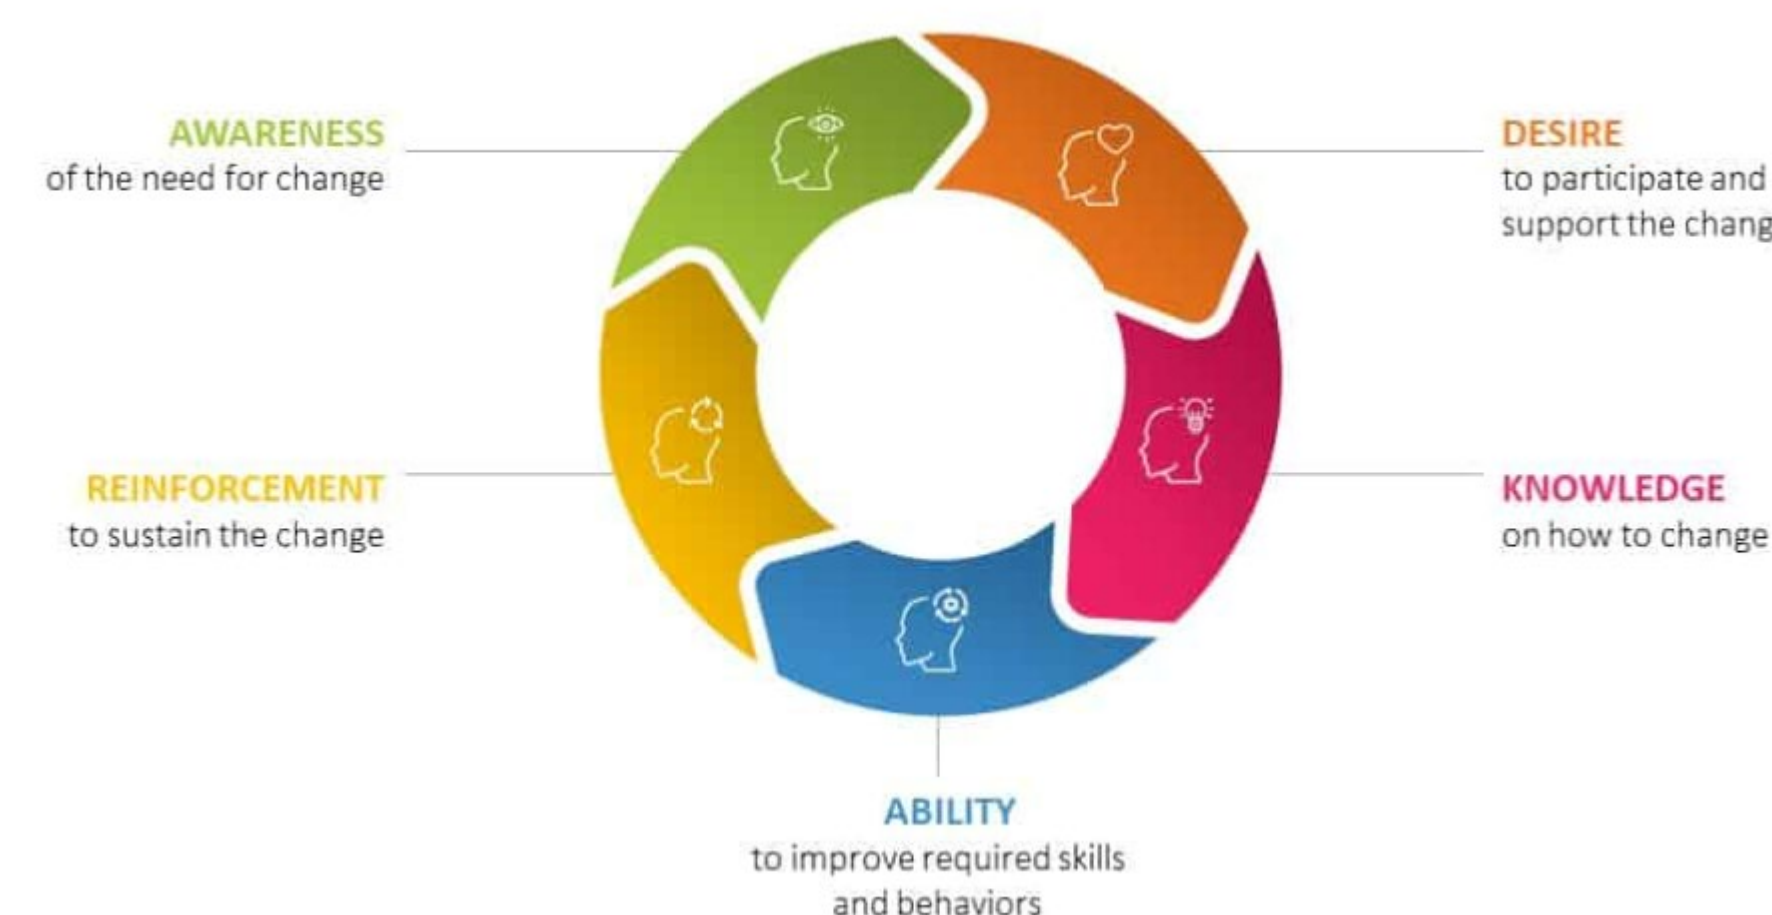 AWARENESS
of the need for change
DESIRE
to participate and
support the chang
REINFORCEMENT
to sustain the change
KNOWLEDGE
on how to change
ABILITY
to improve required skills
and behaviors